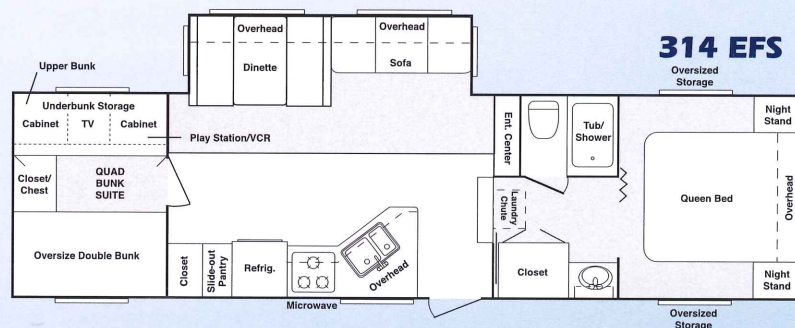 314 EFS
Overhead
Overhead
Dinette
Sofa
Upper Bunk
Oversized
Storage
Underbunk Storage
Cabinet
TV
Cabinet
Play Station/VCR
Ent. Center
Tub/
Shower
Night
Stand
Closet/
Chest
QUAD
BUNK
SUITE
Laundry
Chute
Queen Bed
Overhead
Oversize Double Bunk
Closet
Slide-out
Pantry
Refrig.
Overhead
Closet
Night
Stand
Microwave
Oversized
Storage